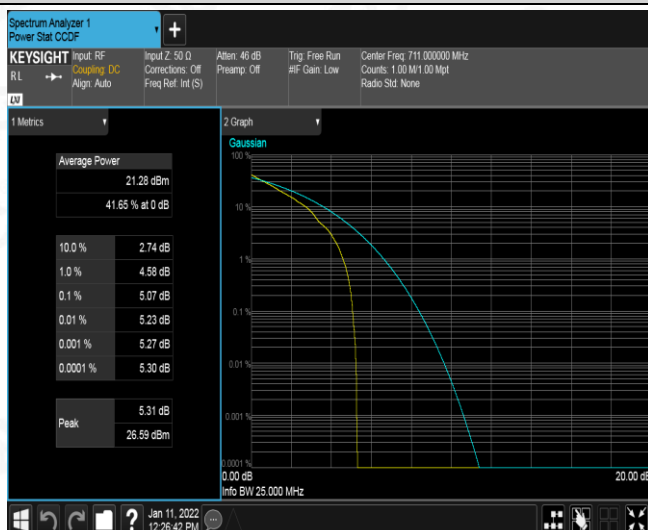 Spectrum Analyzer 1
Power Stat CCDF
KEYSIGHT
RL
Input: RF
Coupling: DC
Align: Auto
Input Z: 50 Ω
Corrections: Off
Freq Ref: Int (S)
Atten: 46 dB
Preamp: Off
Trig: Free Run
#IF Gain: Low
Center Freq: 711.000000 MHz
Counts: 1.00 M/1.00 Mpt
Radio Std: None
LXI
1 Metrics
Average Power
21.28 dBm
41.65 % at 0 dB
10.0 % 2.74 dB
1.0 % 4.58 dB
0.1 % 5.07 dB
0.01 % 5.23 dB
0.001 % 5.27 dB
0.0001 % 5.30 dB
Peak
5.31 dB
26.59 dBm
2 Graph
Gaussian
100 %
10 %
1 %
0.1 %
0.01 %
0.001 %
0.0001 %
0.00 dB 20.00 dB
Info BW 25.000 MHz
?
Jan 11, 2022
12:26:42 PM